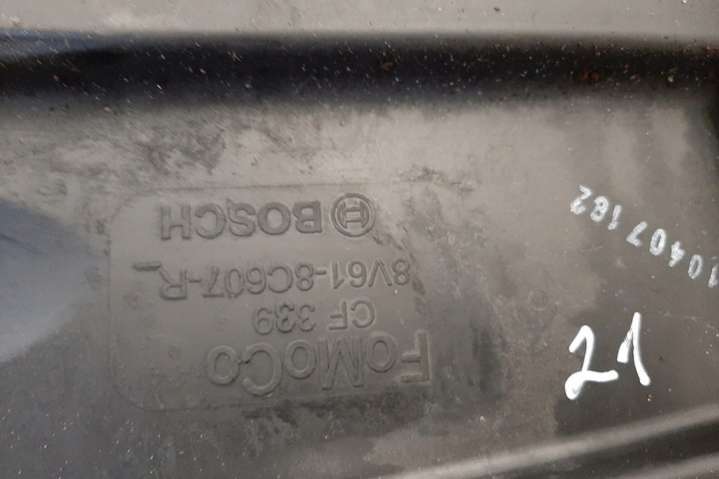 FoMoCo
CF 339
8V61-8C607-R_
BOSCH
10407182
21